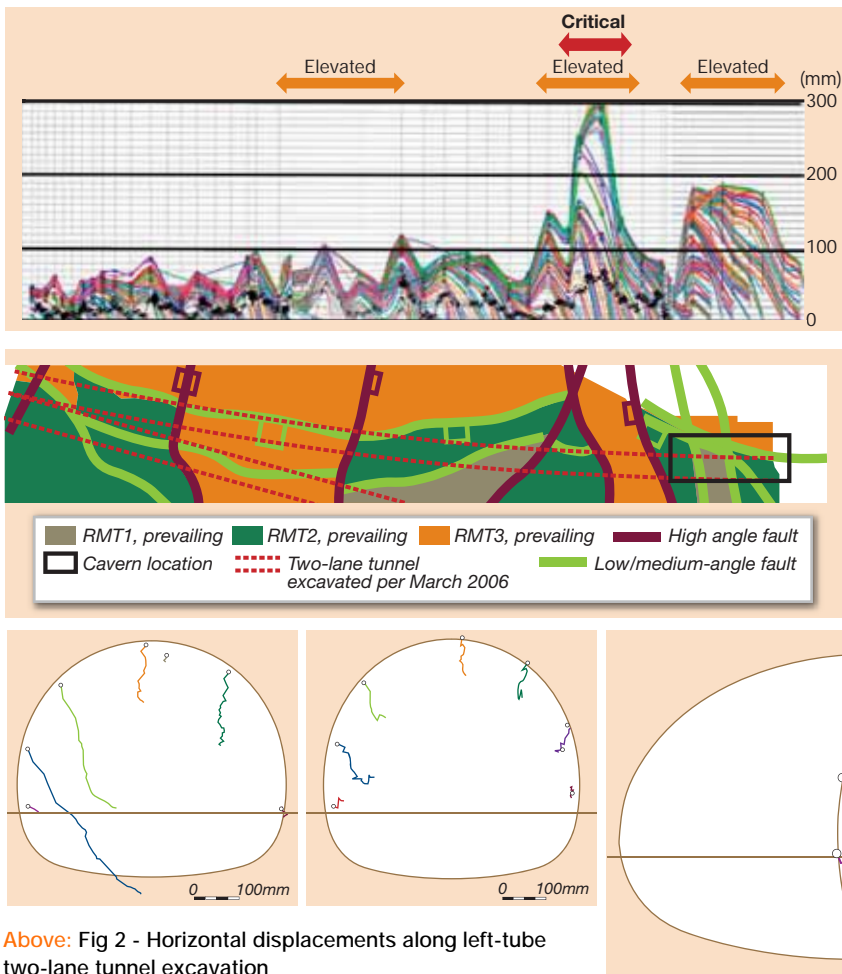 Critical
Elevated Elevated Elevated
(mm)
300
200
100
0
RMT1, prevailing RMT2, prevailing RMT3, prevailing High angle fault
Cavern location Two-lane tunnel excavated per March 2006 Low/medium-angle fault
0 100mm
0 100mm
Above: Fig 2 - Horizontal displacements along left-tube
two-lane tunnel excavation